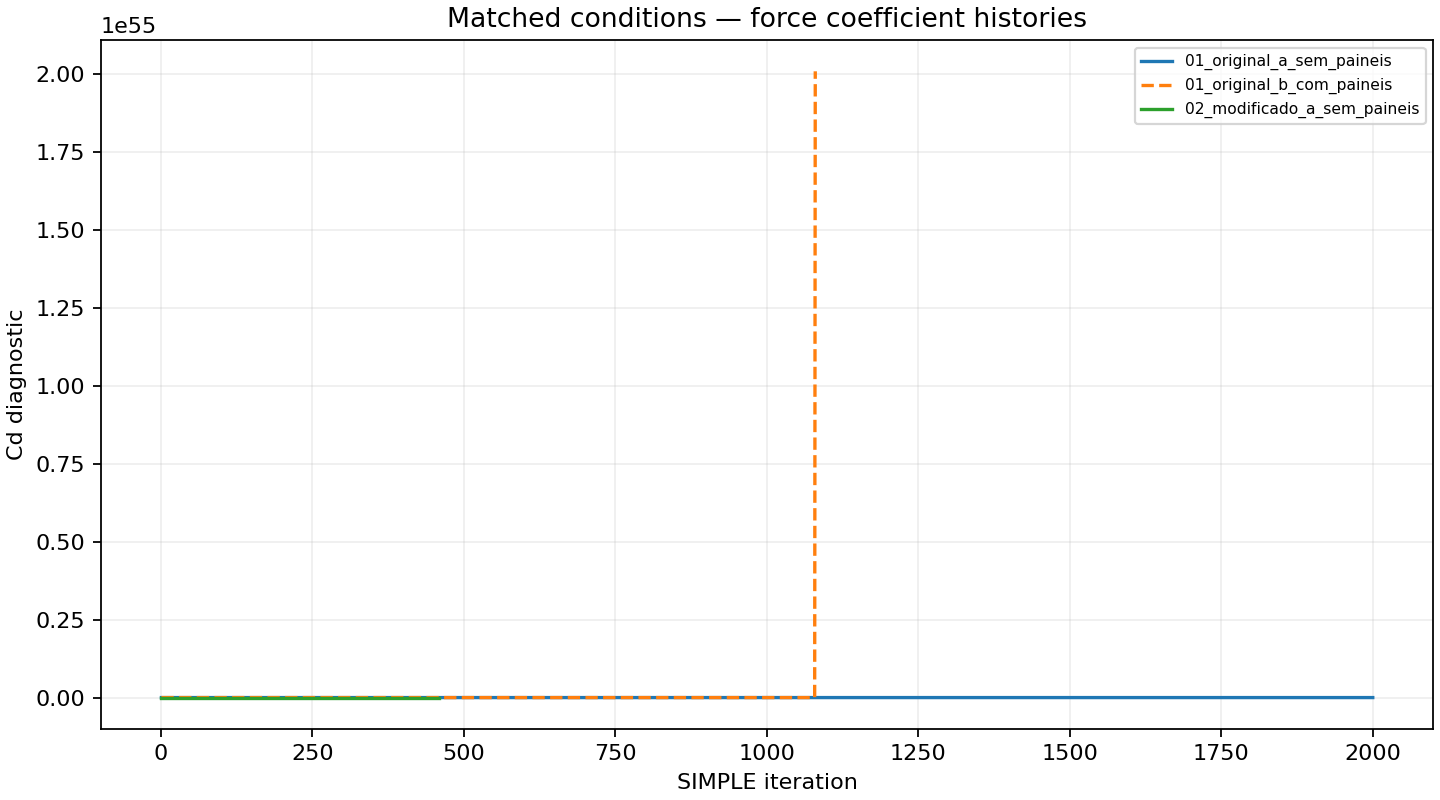 Matched conditions — force coefficient histories
1e55
01_original_a_sem_paineis
01_original_b_com_paineis
02_modificado_a_sem_paineis
Cd diagnostic
2.00
1.75
1.50
1.25
1.00
0.75
0.50
0.25
0.00
0 250 500 750 1000 1250 1500 1750 2000
SIMPLE iteration